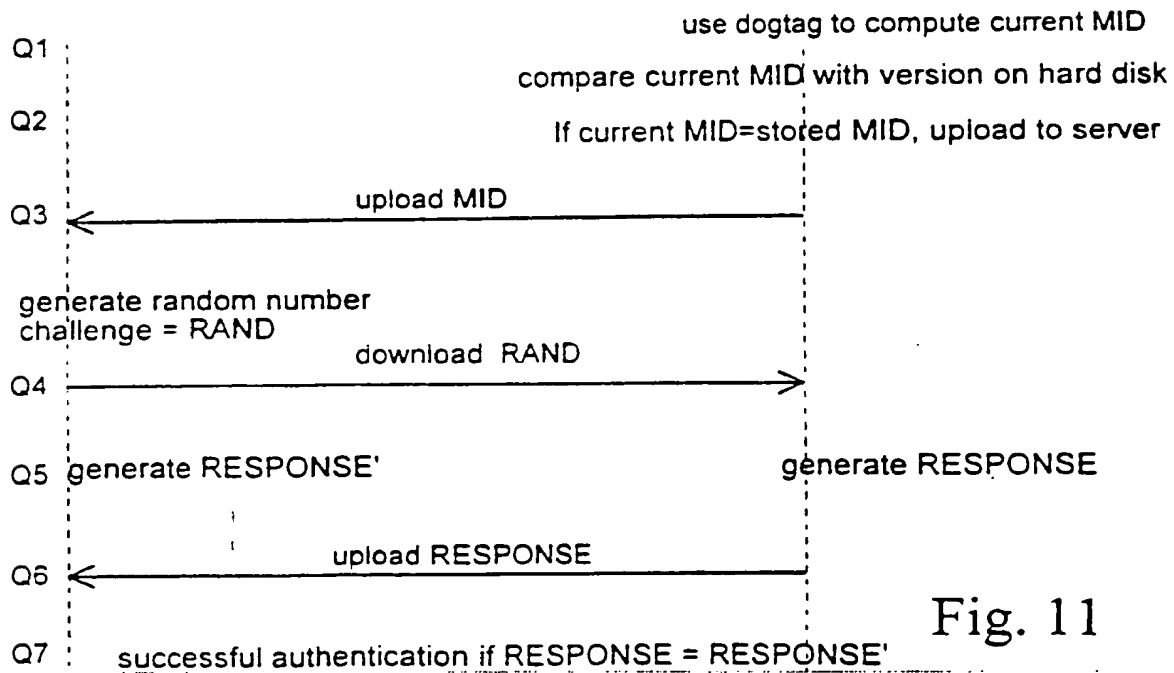 use dogtag to compute current MID
Q1
compare current MID with version on hard disk
Q2
If current MID=stored MID, upload to server
upload MID
Q3
generate random number
challenge = RAND
download RAND
Q4
Q5 generate RESPONSE' generate RESPONSE
upload RESPONSE
Q6
Fig. 11
Q7 successful authentication if RESPONSE = RESPONSE'